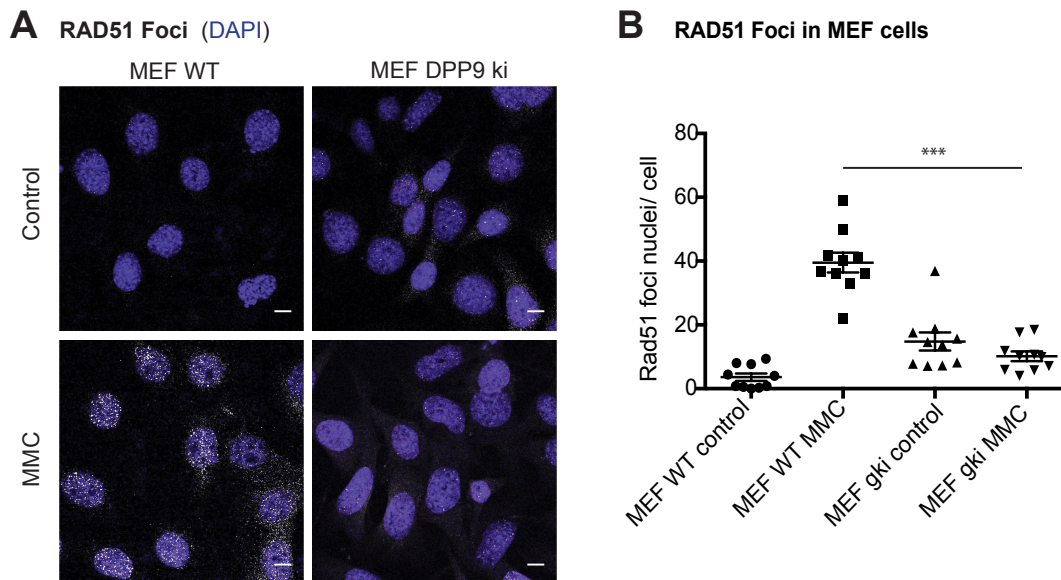 A RAD51 Foci (DAPI)
MEF WT
MEF DPP9 ki
Control
MMC
B RAD51 Foci in MEF cells
Rad51 foci nuclei/ cell
80
60
40
20
0
***
MEF WT control
MEF WT MMC
MEF gki control
MEF gki MMC